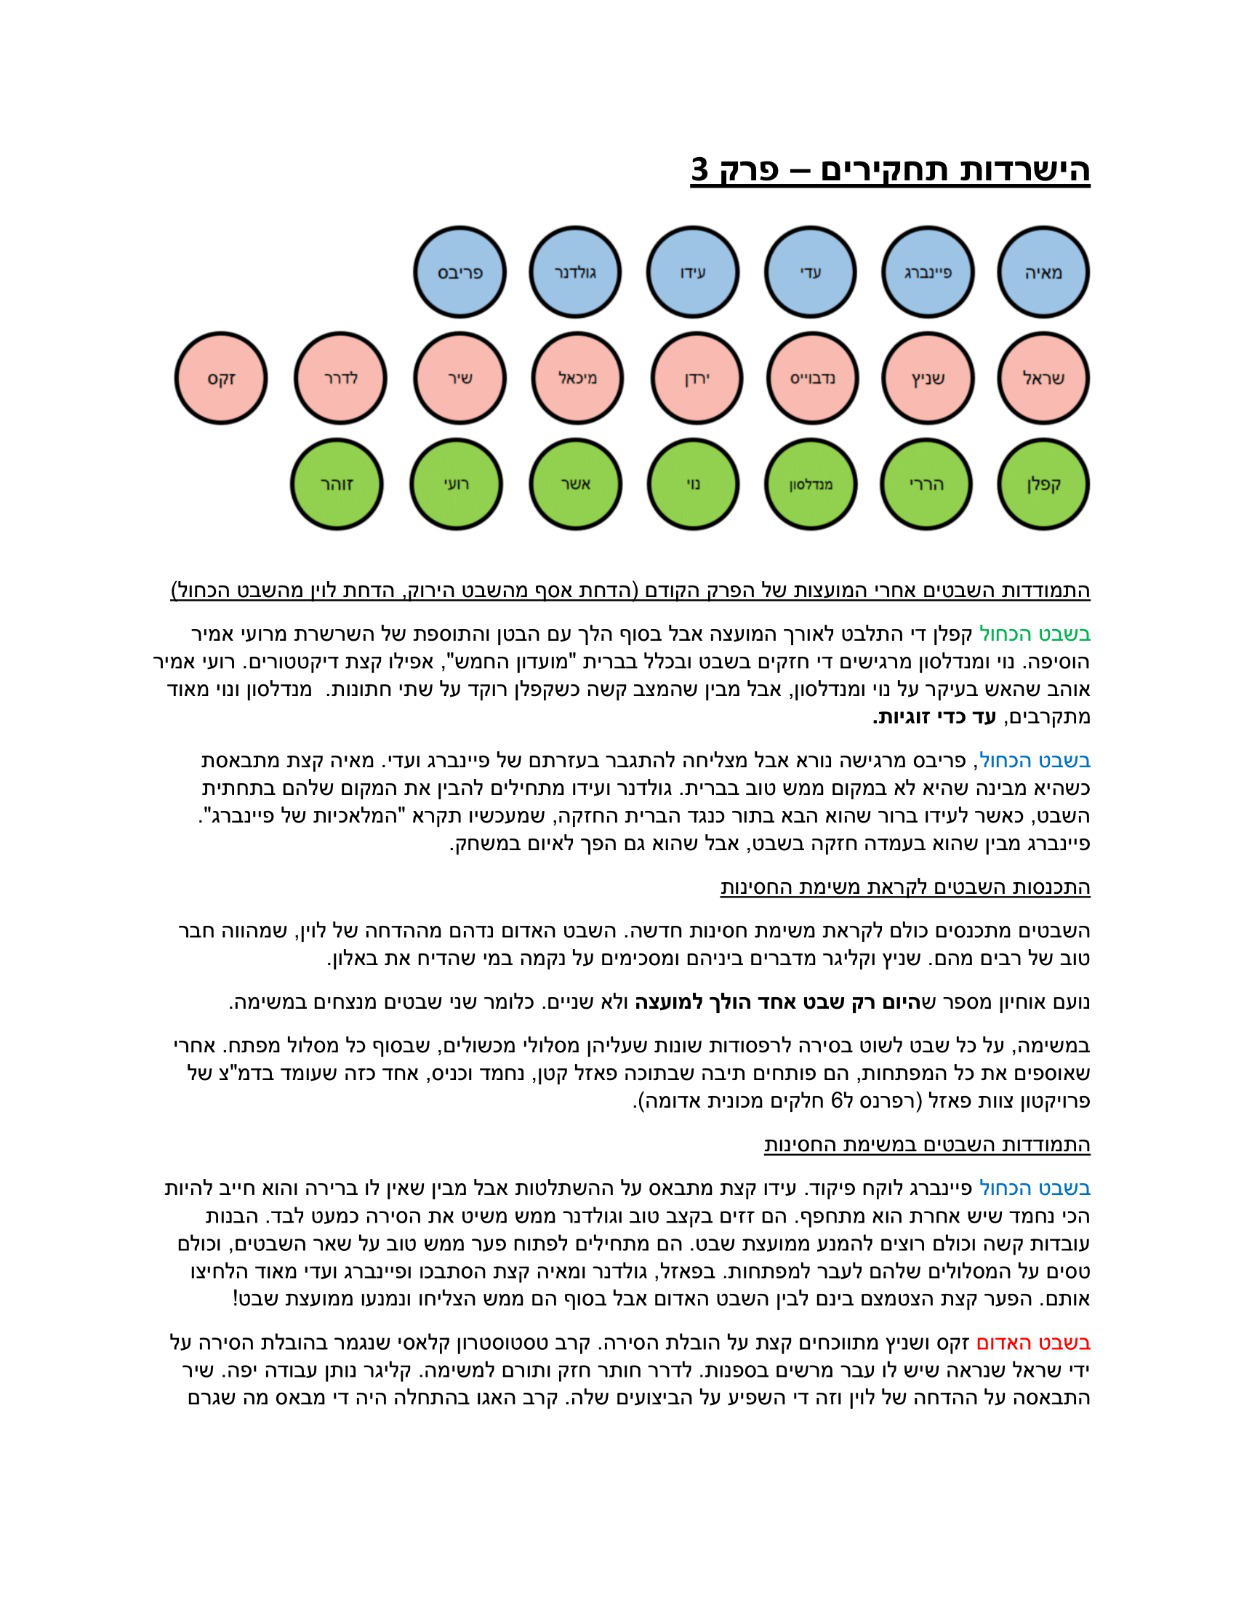 הישרדות תחקירים – פרק 3
מאיה פיינברג עדי עידו גולדנר פריבס
שראל שניץ נדבוייס ירדן מיכאל שיר לדרר זקס
קפלן הררי מנדלסון נוי אשר רועי זוהר
התמודדות השבטים אחרי המועצות של הפרק הקודם (הדחת אסף מהשבט הירוק, הדחת לוין מהשבט הכחול)
בשבט הכחול קפלן די התלבט לאורך המועצה אבל בסוף הלך עם הבטן והתוספת של השרשרת מרועי אמיר
הוסיפה. נוי ומנדלסון מרגישים די חזקים בשבט ובכלל בברית "מועדון החמש", אפילו קצת דיקטטורים. רועי אמיר
אוהב שהאש בעיקר על נוי ומנדלסון, אבל מבין שהמצב קשה כשקפלן רוקד על שתי חתונות. מנדלסון ונוי מאוד
מתקרבים, עד כדי זוגיות.
בשבט הכחול, פריבס מרגישה נורא אבל מצליחה להתגבר בעזרתם של פיינברג ועדי. מאיה קצת מתבאסת
כשהיא מבינה שהיא לא במקום ממש טוב בברית. גולדנר ועידו מתחילים להבין את המקום שלהם בתחתית
השבט, כאשר לעידו ברור שהוא הבא בתור כנגד הברית החזקה, שמעכשיו תקרא "המלאכיות של פיינברג".
פיינברג מבין שהוא בעמדה חזקה בשבט, אבל שהוא גם הפך לאיום במשחק.
התכנסות השבטים לקראת משימת החסינות
השבטים מתכנסים כולם לקראת משימת חסינות חדשה. השבט האדום נדהם מההדחה של לוין, שמהווה חבר
טוב של רבים מהם. שניץ וקליגר מדברים ביניהם ומסכימים על נקמה במי שהדיח את באלון.
נועם אוחיון מספר שהיום רק שבט אחד הולך למועצה ולא שניים. כלומר שני שבטים מנצחים במשימה.
במשימה, על כל שבט לשוט בסירה לרפסודות שונות שעליהן מסלולי מכשולים, שבסוף כל מסלול מפתח. אחרי
שאוספים את כל המפתחות, הם פותחים תיבה שבתוכה פאזל קטן, נחמד וכניס, אחד כזה שעומד בדמ"צ של
פרויקטון צוות פאזל (רפרנס ל6 חלקים מכונית אדומה).
התמודדות השבטים במשימת החסינות
בשבט הכחול פיינברג לוקח פיקוד. עידו קצת מתבאס על ההשתלטות אבל מבין שאין לו ברירה והוא חייב להיות
הכי נחמד שיש אחרת הוא מתחפף. הם זזים בקצב טוב וגולדנר ממש משיט את הסירה כמעט לבד. הבנות
עובדות קשה וכולם רוצים להמנע ממועצת שבט. הם מתחילים לפתוח פער ממש טוב על שאר השבטים, וכולם
טסים על המסלולים שלהם לעבר למפתחות. בפאזל, גולדנר ומאיה קצת הסתבכו ופיינברג ועדי מאוד הלחיצו
אותם. הפער קצת הצטמצם בינם לבין השבט האדום אבל בסוף הם ממש הצליחו ונמנעו ממועצת שבט!
בשבט האדום זקס ושניץ מתווכחים קצת על הובלת הסירה. קרב טסטוסטרון קלאסי שנגמר בהובלת הסירה על
ידי שראל שנראה שיש לו עבר מרשים בספנות. לדרר חותר חזק ותורם למשימה. קליגר נותן עבודה יפה. שיר
התבאסה על ההדחה של לוין וזה די השפיע על הביצועים שלה. קרב האגו בהתחלה היה די מבאס מה שגרם